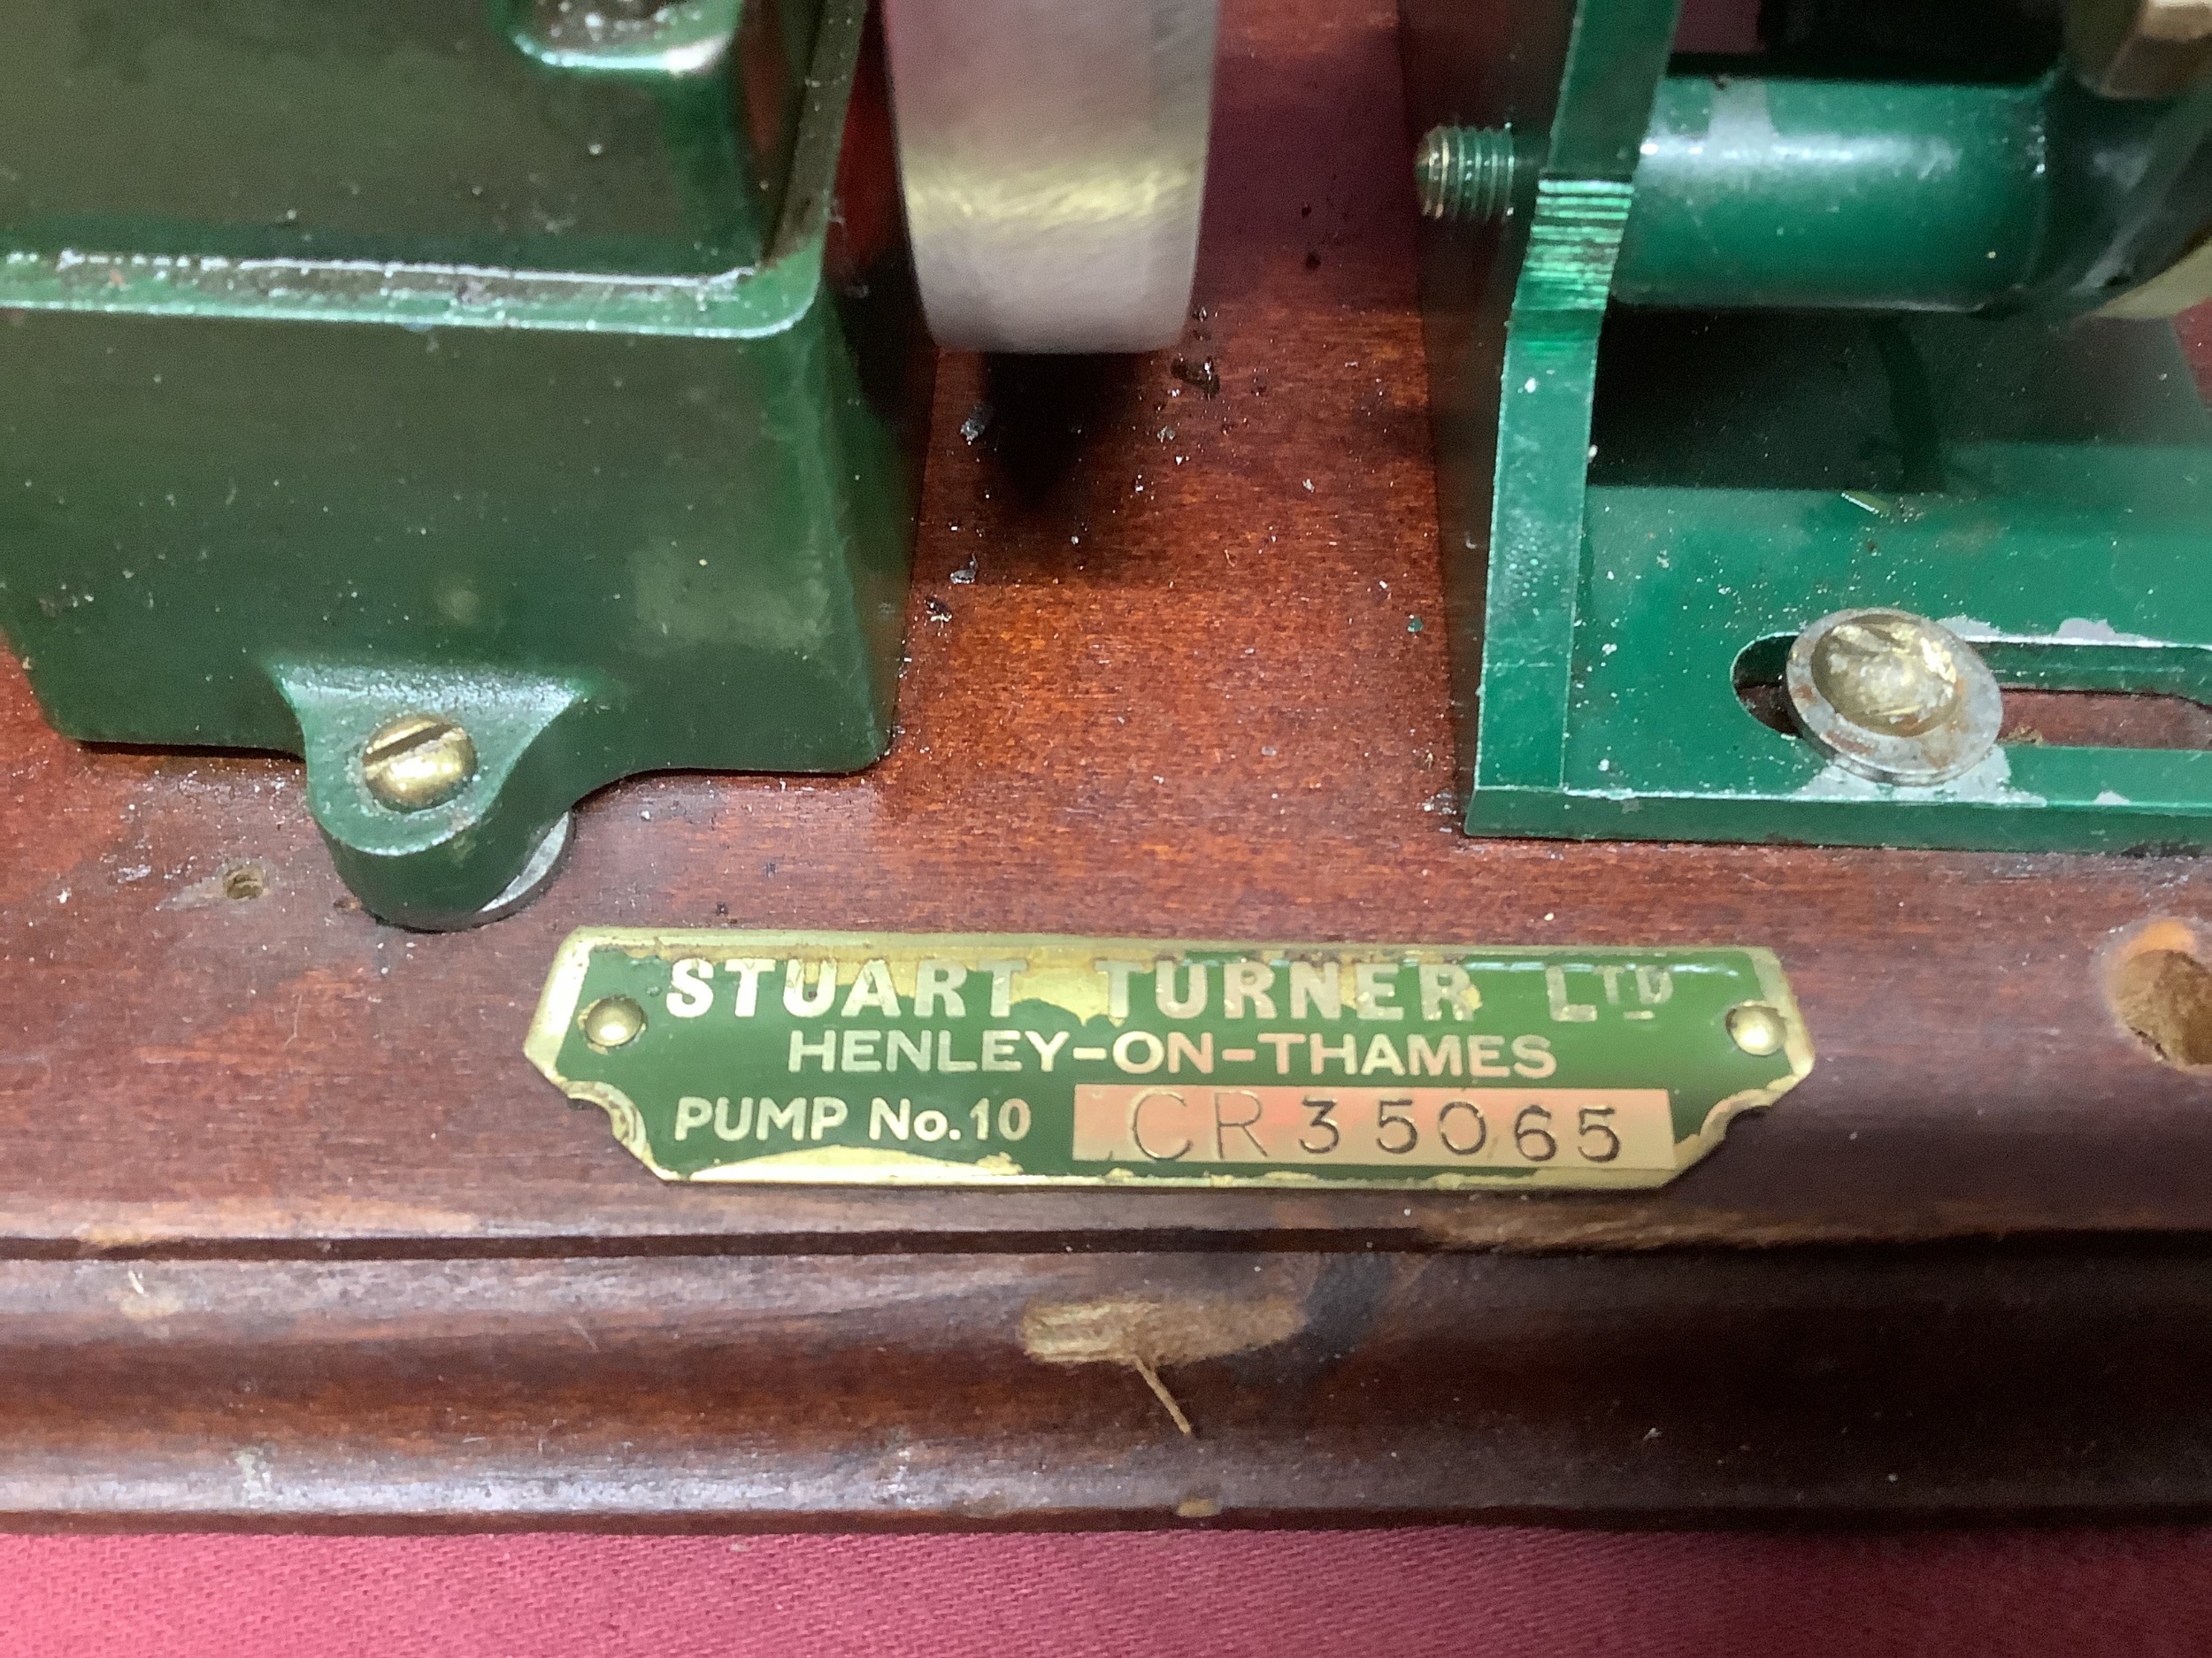 STUART TURNER LTD
HENLEY-ON-THAMES
PUMP No.10 CR35065